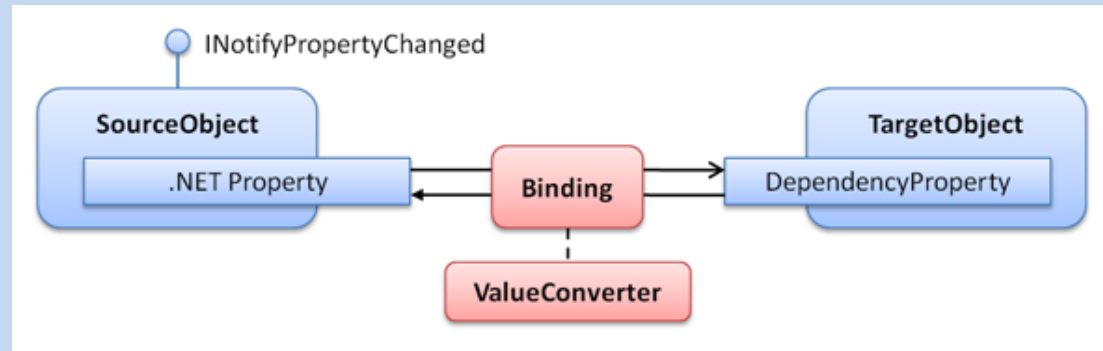 INotifyPropertyChanged
SourceObject
.NET Property
Binding
TargetObject
DependencyProperty
ValueConverter